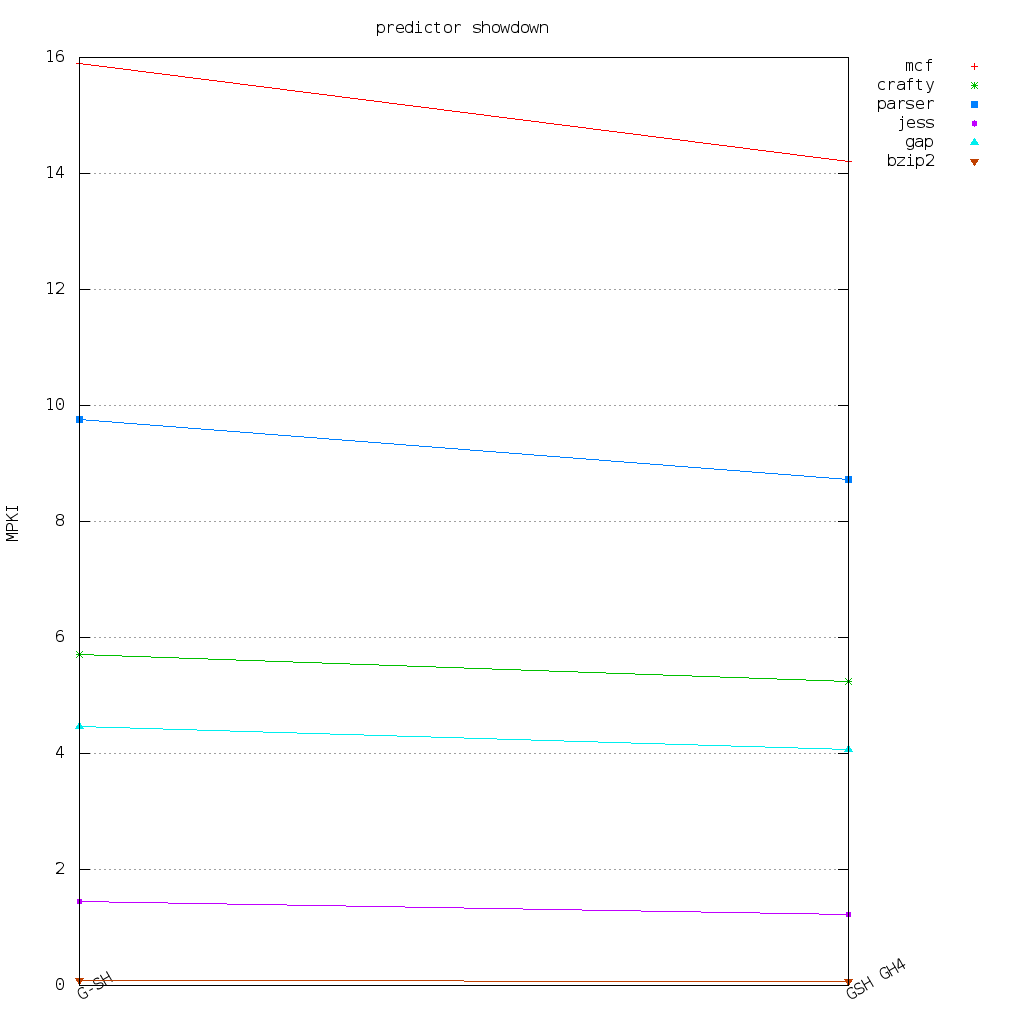 predictor showdown
16
14
12
10
8
6
4
2
0
MPKI
G-SH
GSH GH4
mcf
crafty
parser
jess
gap
bzip2